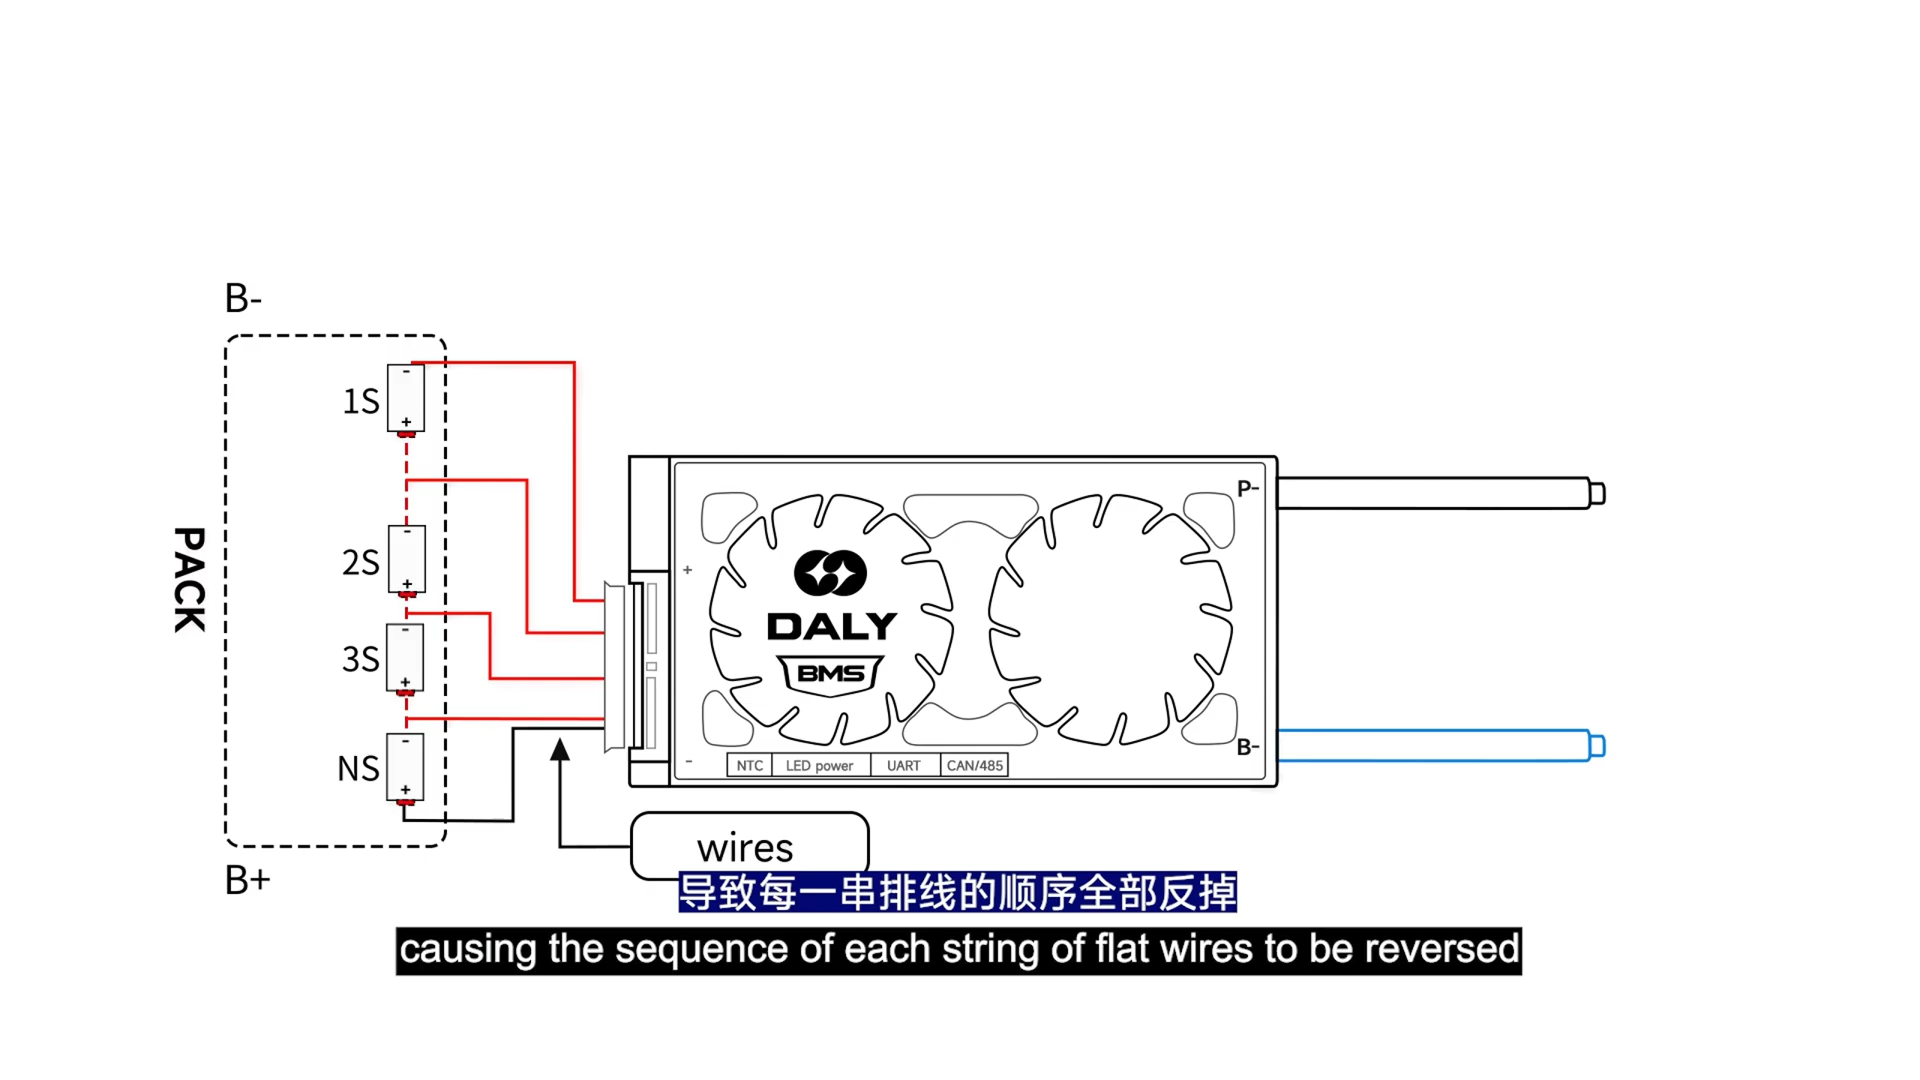 B-
1S
2S
3S
NS
PACK
B+
-
+
-
+
-
+
-
+
+
-
P-
B-
DALY
BMS
NTC
LED power
UART
CAN/485
wires
导致每一串排线的顺序全部反掉
causing the sequence of each string of flat wires to be reversed